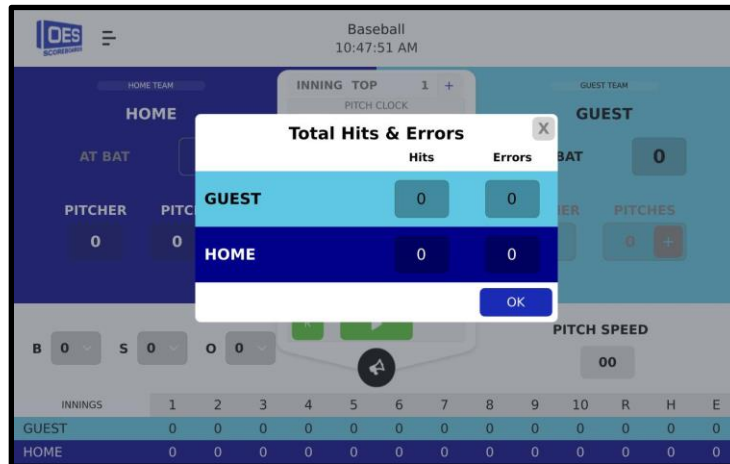 OES
SCOREBOARDS
Baseball
10:47:51 AM
HOME TEAM
HOME
AT BAT
PITCHER
0
0
INNING TOP 1 +
PITCH CLOCK
GUEST TEAM
GUEST
BAT 0
PITCHES
0 +
Total Hits & Errors X
Hits Errors
GUEST 0 0
HOME 0 0
OK
B 0 S 0 O 0
PITCH SPEED
00
INNINGS 1 2 3 4 5 6 7 8 9 10 R H E
GUEST 0 0 0 0 0 0 0 0 0 0 0 0 0
HOME 0 0 0 0 0 0 0 0 0 0 0 0 0